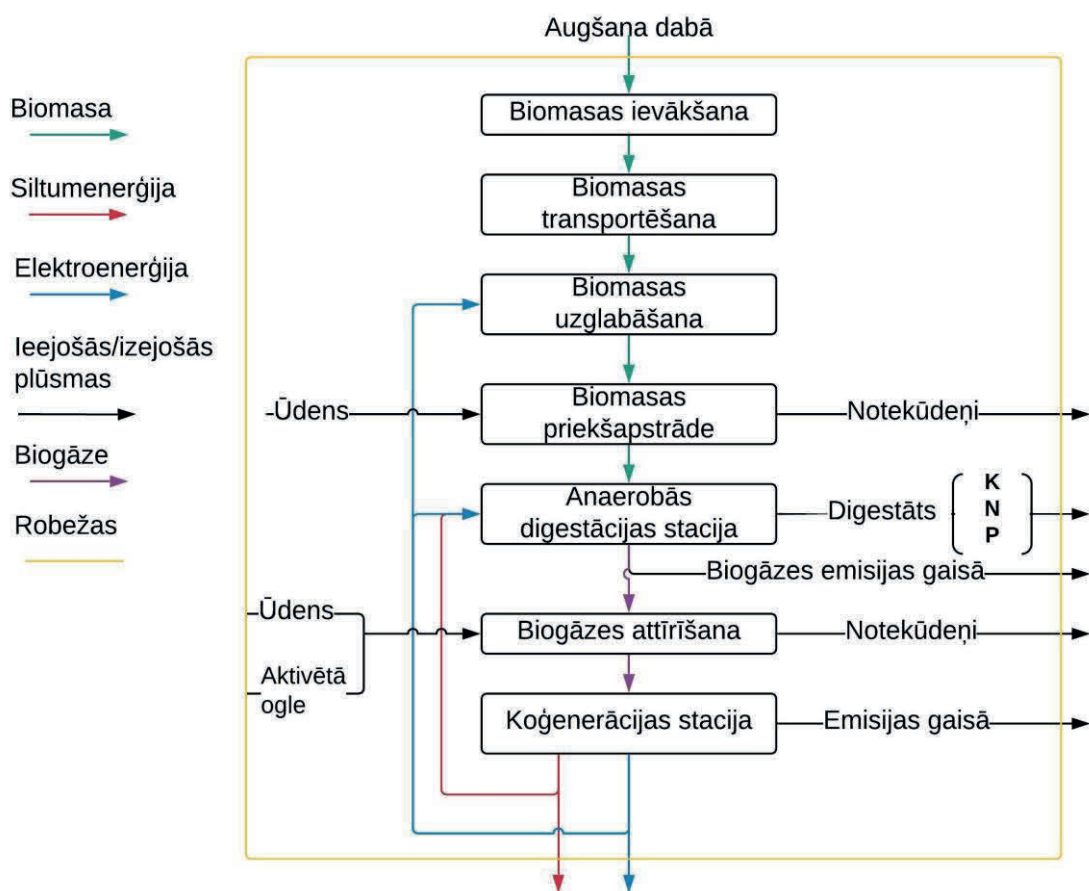 Augšana dabā
Biomasa
Siltumenerģija
Elektroenerģija
Ieejošās/izejošās
plūsmas
Biogāze
Robežas
Biomasas ievākšana
Biomasas
transportēšana
Biomasas
uzglabāšana
Ūdens
Biomasas
priekšapstrāde
Notekūdeņi
Anaerobās
digestācijas stacija
Digestāts
K
N
P
Biogāzes emisijas gaisā
Ūdens
Aktivētā
ogle
Biogāzes attīrīšana
Notekūdeņi
Koģenerācijas stacija
Emisijas gaisā